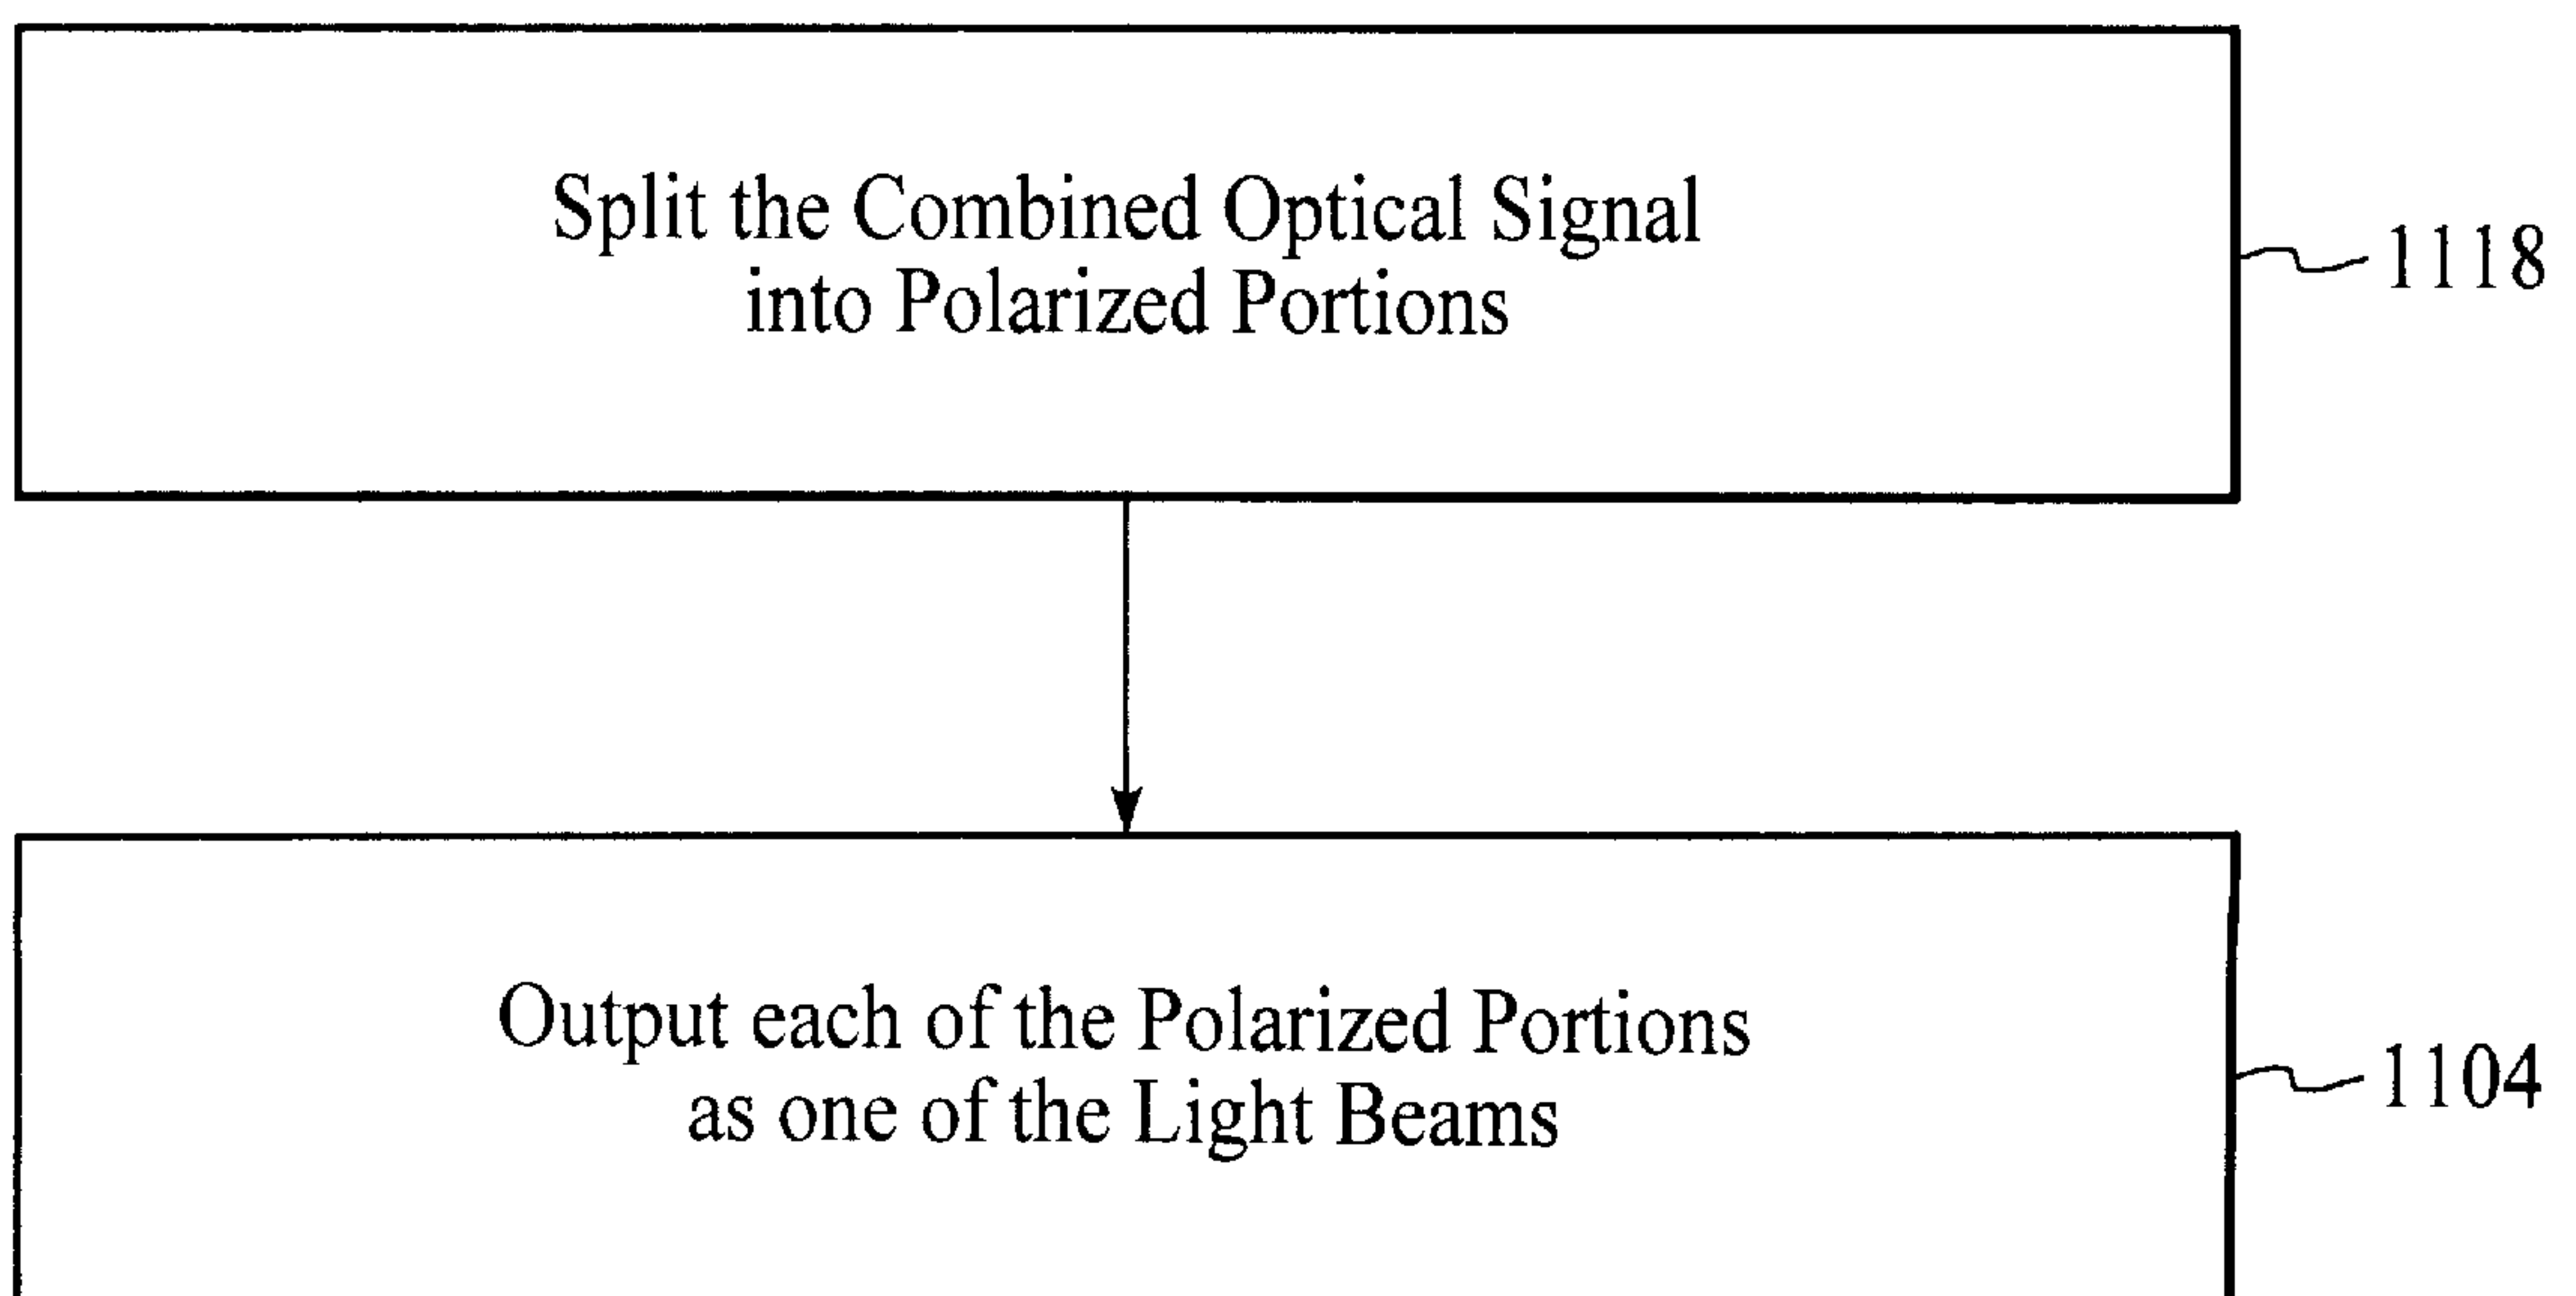 Split the Combined Optical Signal
into Polarized Portions
1118
Output each of the Polarized Portions
as one of the Light Beams
1104